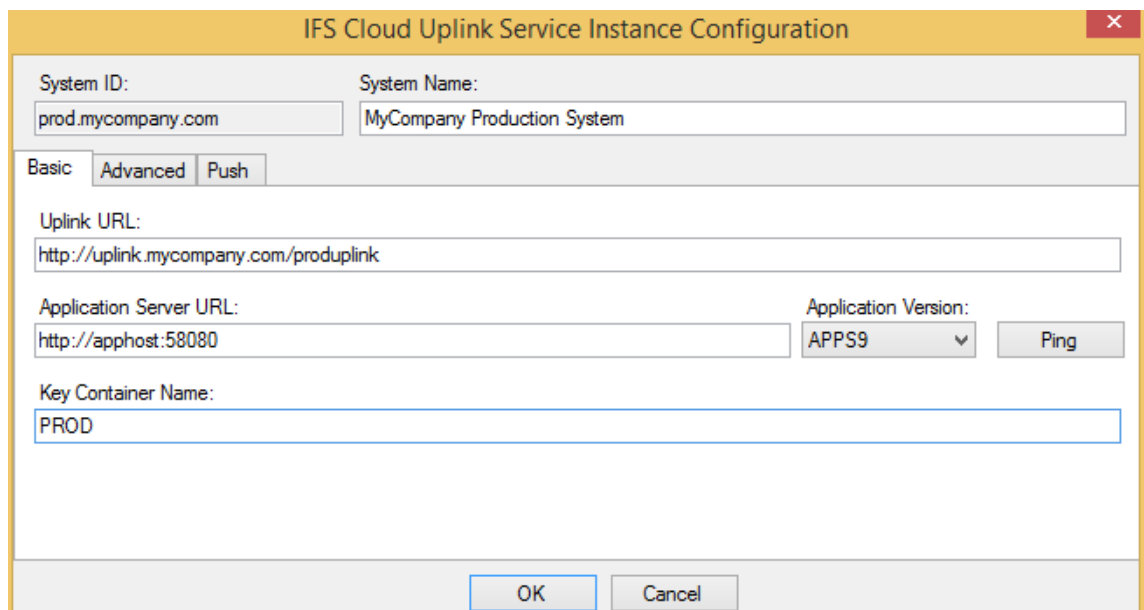 IFS Cloud Uplink Service Instance Configuration
System ID: System Name:
prod.mycompany.com MyCompany Production System
Basic Advanced Push
Uplink URL:
http://uplink.mycompany.com/produplink
Application Server URL: Application Version:
http://apphost:58080 APPS9 Ping
Key Container Name:
PROD
OK Cancel